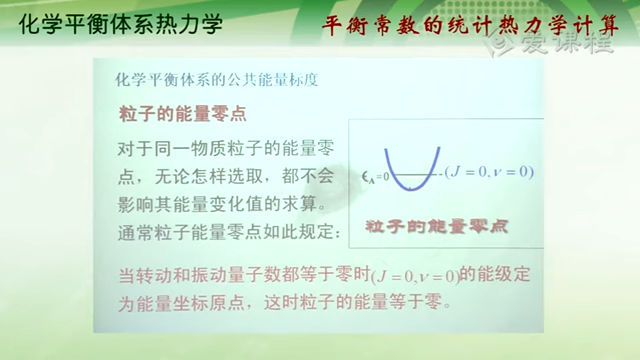 化学平衡体系热力学
平衡常数的统计热力学计算
爱课程
化学平衡体系的公共能量标度
粒子的能量零点
对于同一物质粒子的能量零
点，无论怎样选取，都不会
影响其能量变化值的求算。
通常粒子能量零点如此规定：
ϵA=0
(J=0,ν=0)
粒子的能量零点
当转动和振动量子数都等于零时(J=0,ν=0)的能级定
为能量坐标原点，这时粒子的能量等于零。